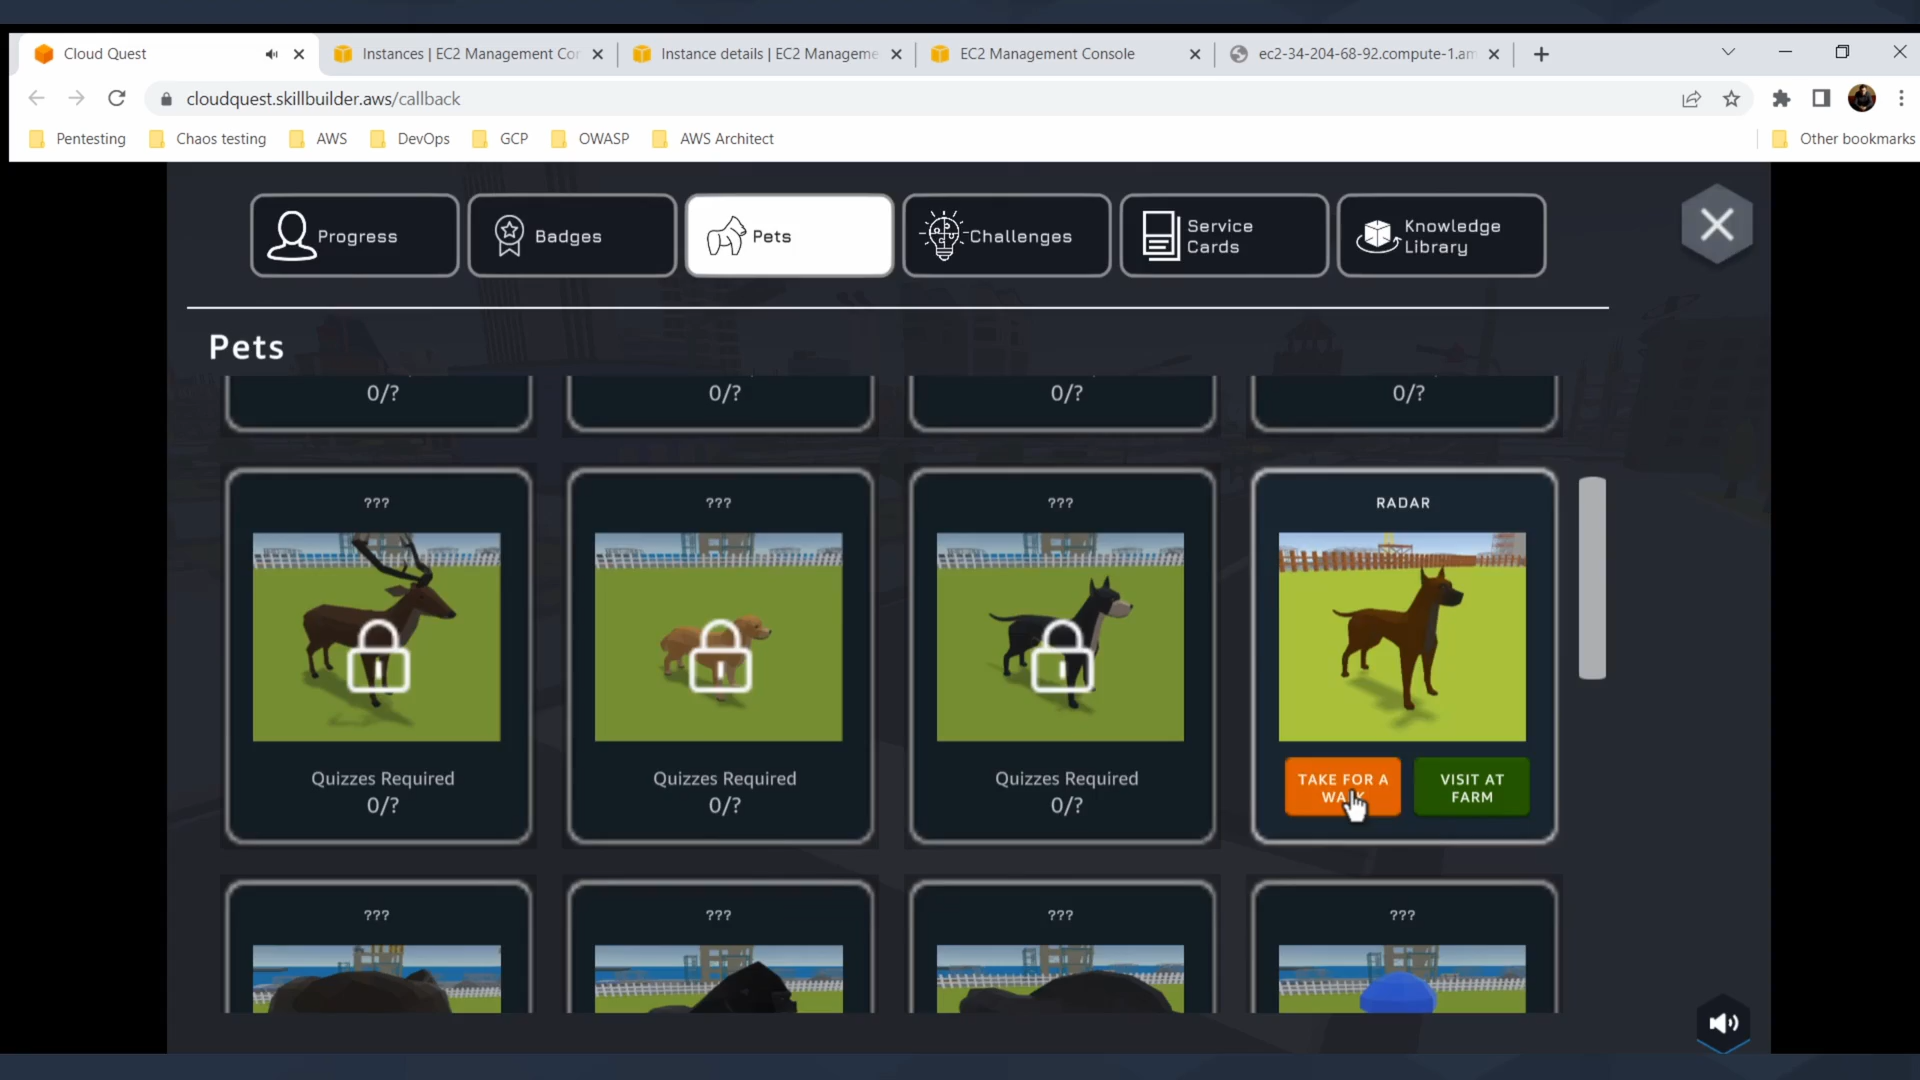 Cloud Quest
Instances | EC2 Management Cor
Instance details | EC2 Manageme
EC2 Management Console
ec2-34-204-68-92.compute-1.am
cloudquest.skillbuilder.aws/callback
Pentesting
Chaos testing
AWS
DevOps
GCP
OWASP
AWS Architect
Other bookmarks
Progress
Badges
Pets
Challenges
Service
Cards
Knowledge
Library
Pets
0/?
0/?
0/?
0/?
???
???
???
RADAR
Quizzes Required
0/?
Quizzes Required
0/?
Quizzes Required
0/?
TAKE FOR A
WALK
VISIT AT
FARM
???
???
???
???